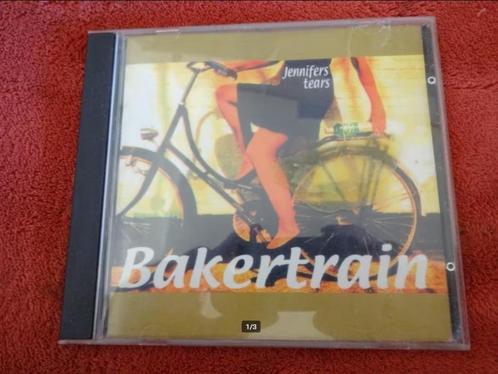 Jennifers
tears
Bakertrain
1/3